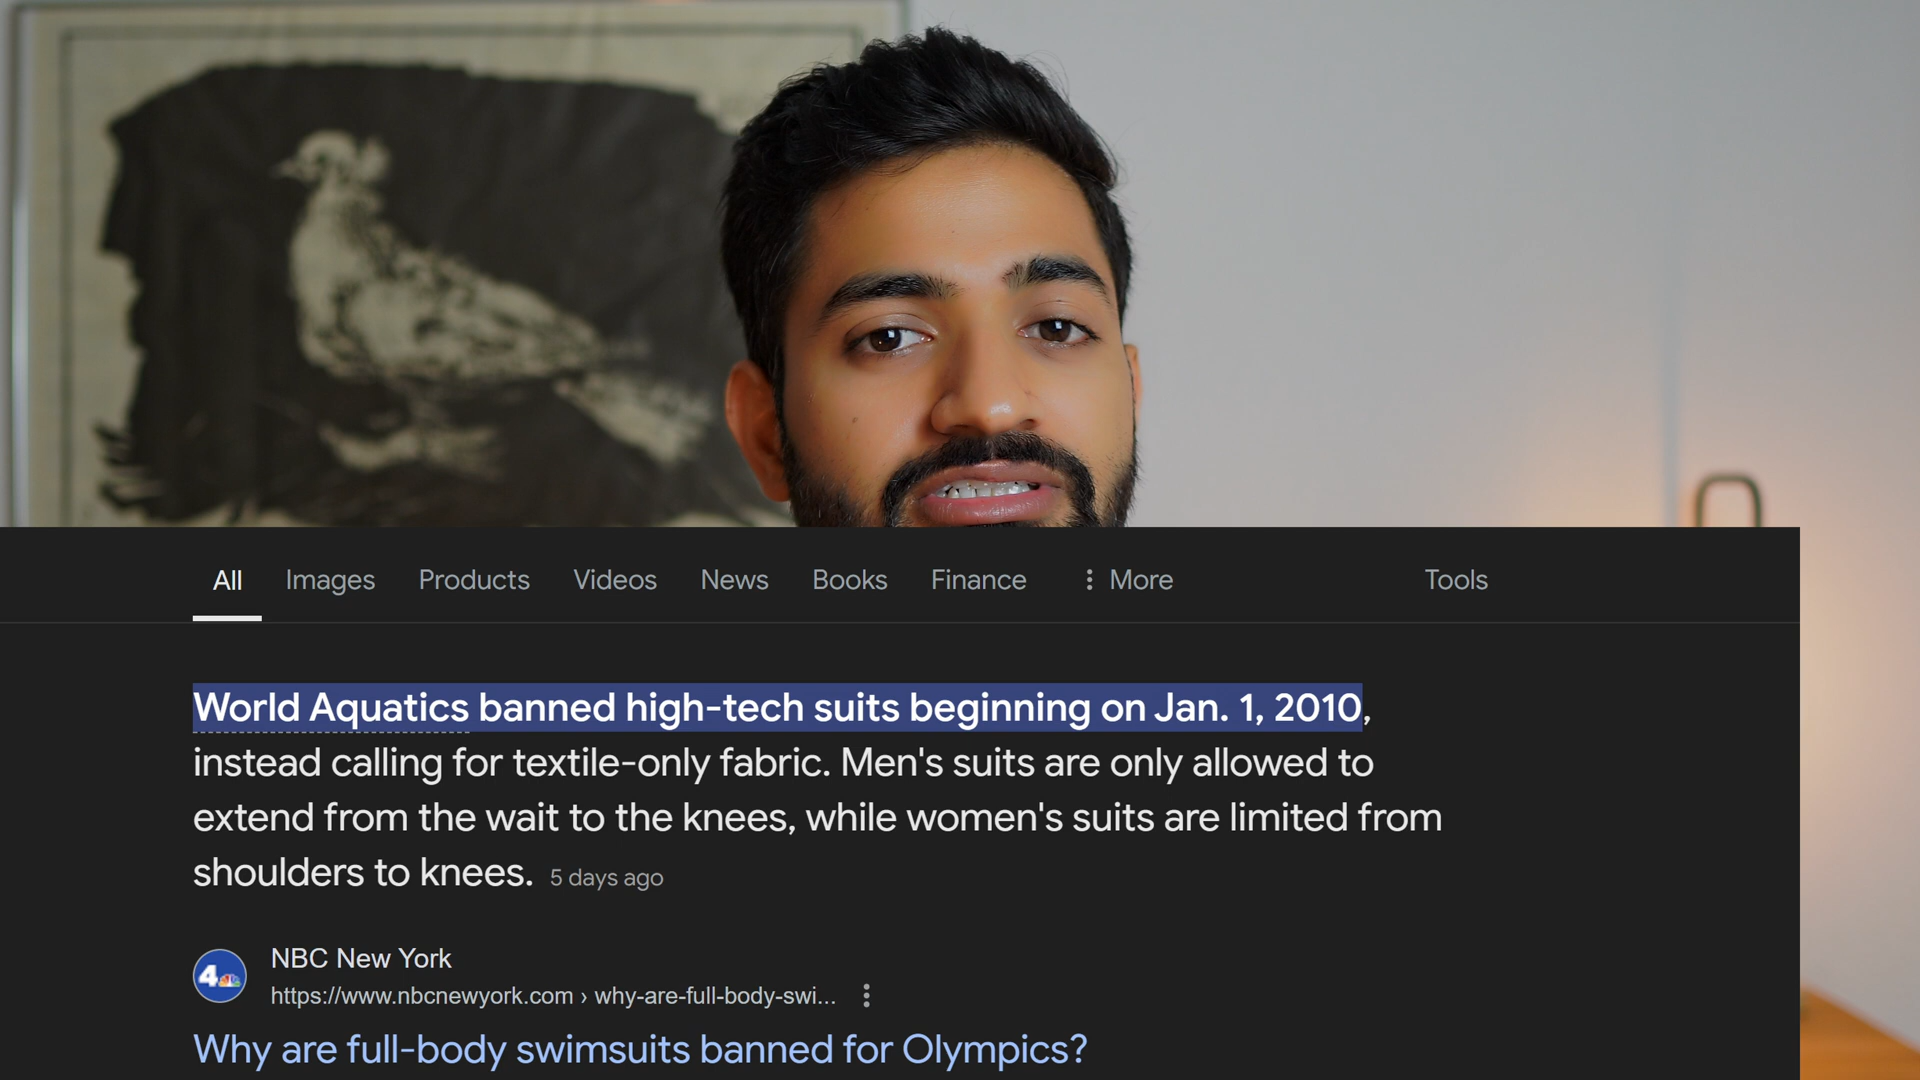 All Images Products Videos News Books Finance More Tools
World Aquatics banned high-tech suits beginning on Jan. 1, 2010,
instead calling for textile-only fabric. Men's suits are only allowed to
extend from the wait to the knees, while women's suits are limited from
shoulders to knees. 5 days ago
4
NBC New York
https://www.nbcnewyork.com › why-are-full-body-swi...
Why are full-body swimsuits banned for Olympics?